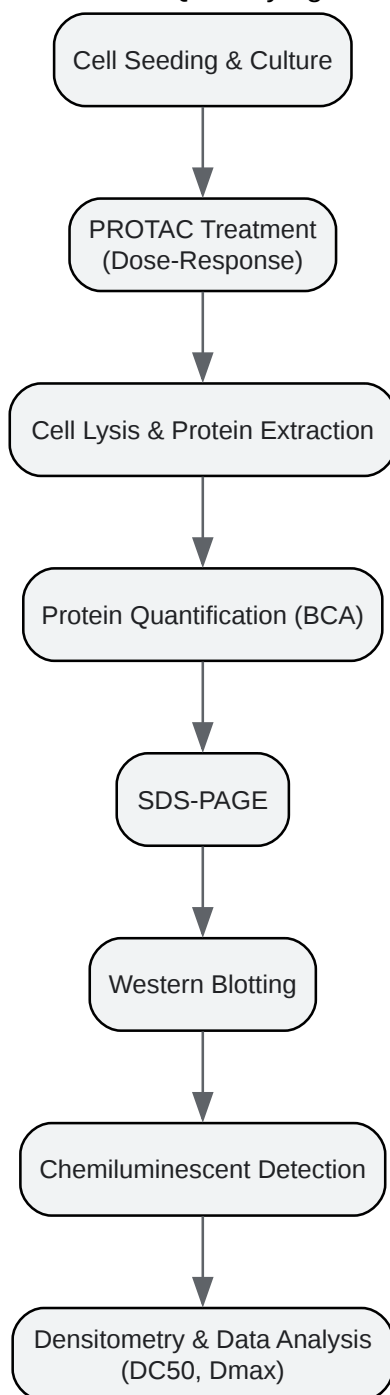 Cell Seeding & Culture
PROTAC Treatment
(Dose-Response)
Cell Lysis & Protein Extraction
Protein Quantification (BCA)
SDS-PAGE
Western Blotting
Chemiluminescent Detection
Densitometry & Data Analysis
(DC50, Dmax)